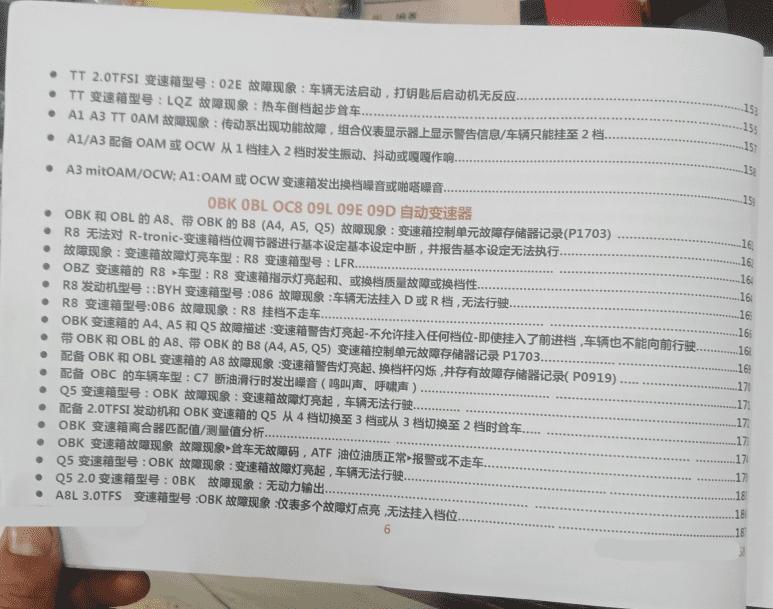 编著
● TT 2.0TFSI 变速箱型号：02E 故障现象：车辆无法启动，打钥匙后启动机无反应……153
● TT 变速箱型号：LQZ 故障现象：热车倒档起步耸车……155
● A1 A3 TT 0AM 故障现象：传动系出现功能故障，组合仪表显示器上显示警告信息/车辆只能挂至 2 档……157
● A1/A3 配备 OAM 或 OCW 从 1 档挂入 2 档时发生振动、抖动或嘎嘎作响……158
● A3 mitOAM/OCW; A1:OAM 或 OCW 变速箱发出换档噪音或啪嗒噪音……159
0BK 0BL OC8 09L 09E 09D 自动变速器
● OBK 和 OBL 的 A8、带 OBK 的 B8 (A4, A5, Q5) 故障现象：变速箱控制单元故障存储器记录(P1703) ……
● R8 无法对 R-tronic-变速箱档位调节器进行基本设定基本设定中断，并报告基本设定无法执行……
● 故障现象：变速箱故障灯亮车型：R8 变速箱型号：LFR……
● OBZ 变速箱的 R8 ▸车型：R8 变速箱指示灯亮起和、或换档质量故障或换档性……
● R8 发动机型号：:BYH 变速箱型号：:086 故障现象：车辆无法挂入 D 或 R 档，无法行驶……
● R8 变速箱型号:0B6 故障现象：R8 挂档不走车……
● OBK 变速箱的 A4、A5 和 Q5 故障描述：变速箱警告灯亮起-不允许挂入任何档位-即使挂入了前进档，车辆也不能向前行驶……
● 带 OBK 和 OBL 的 A8、带 OBK 的 B8 (A4, A5, Q5) 变速箱控制单元故障存储器记录 P1703……
● 配备 OBK 和 OBL 变速箱的 A8 故障现象：变速箱警告灯亮起、换档杆闪烁，并存有故障存储器记录( P0919) ……170
● 配备 OBC 的车辆车型：C7 断油滑行时发出噪音（鸣叫声、呼啸声）……
● Q5 变速箱型号：OBK 故障现象：变速箱故障灯亮起，车辆无法行驶……
● 配备 2.0TFSI 发动机和 OBK 变速箱的 Q5 从 4 档切换至 3 档或从 3 档切换至 2 档时耸车……
● OBK 变速箱离合器匹配值/测量值分析……
● OBK 变速箱故障现象 故障现象▸耸车无故障码，ATF 油位油质正常▸报警或不走车……
● Q5 变速箱型号：OBK 故障现象：变速箱故障灯亮起，车辆无法行驶……
● Q5 2.0 变速箱型号：0BK 故障现象：无动力输出……
● A8L 3.0TFS 变速箱型号:OBK 故障现象:仪表多个故障灯点亮,无法挂入档位……187
6